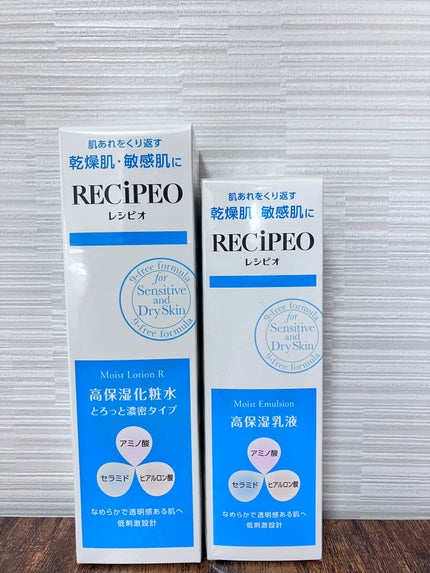 肌あれをくり返す
乾燥肌・敏感肌に
RECiPEO
レシピオ
9-free formula
for
Sensitive
and
Dry Skin
9-free formula
Moist Lotion R
高保湿化粧水
とろっと濃密タイプ
アミノ酸
セラミド
ヒアルロン酸
なめらかで透明感ある肌へ
低刺激設計
肌あれをくり返す
乾燥肌・敏感肌に
RECiPEO
レシピオ
9-free formula
for
Sensitive
and
Dry Skin
9-free formula
Moist Emulsion
高保湿乳液
アミノ酸
セラミド
ヒアルロン酸
なめらかで透明感ある肌へ
低刺激設計